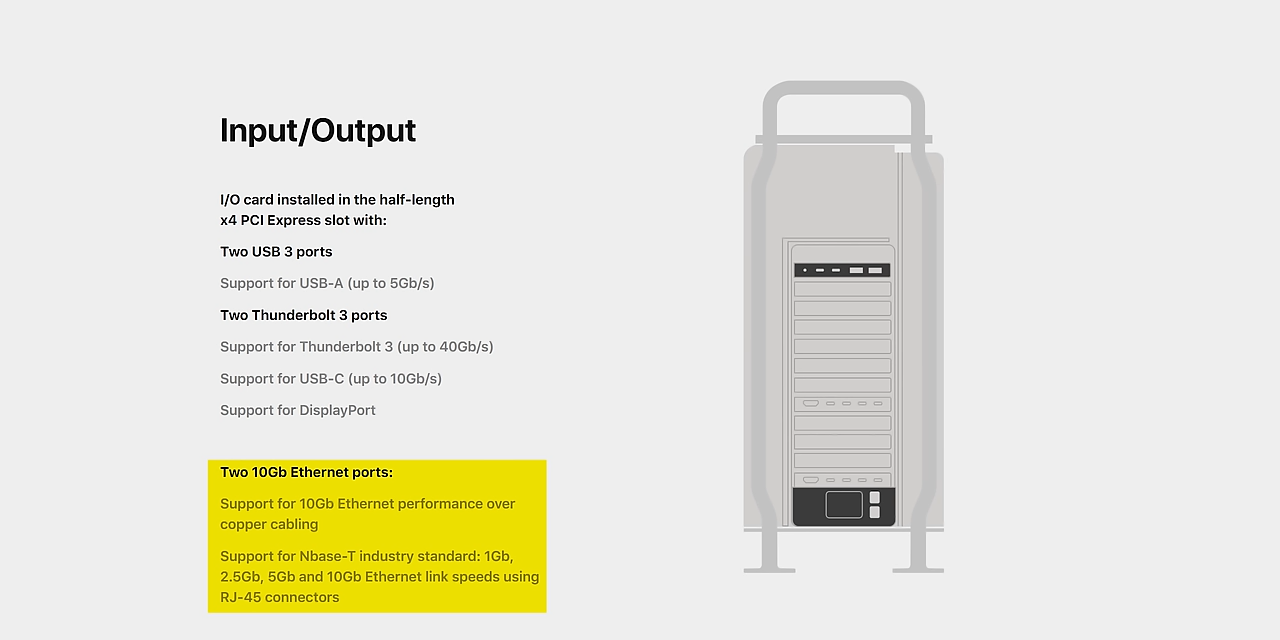 Input/Output
I/O card installed in the half-length
x4 PCI Express slot with:
Two USB 3 ports
Support for USB-A (up to 5Gb/s)
Two Thunderbolt 3 ports
Support for Thunderbolt 3 (up to 40Gb/s)
Support for USB-C (up to 10Gb/s)
Support for DisplayPort
Two 10Gb Ethernet ports:
Support for 10Gb Ethernet performance over
copper cabling
Support for Nbase-T industry standard: 1Gb,
2.5Gb, 5Gb and 10Gb Ethernet link speeds using
RJ-45 connectors